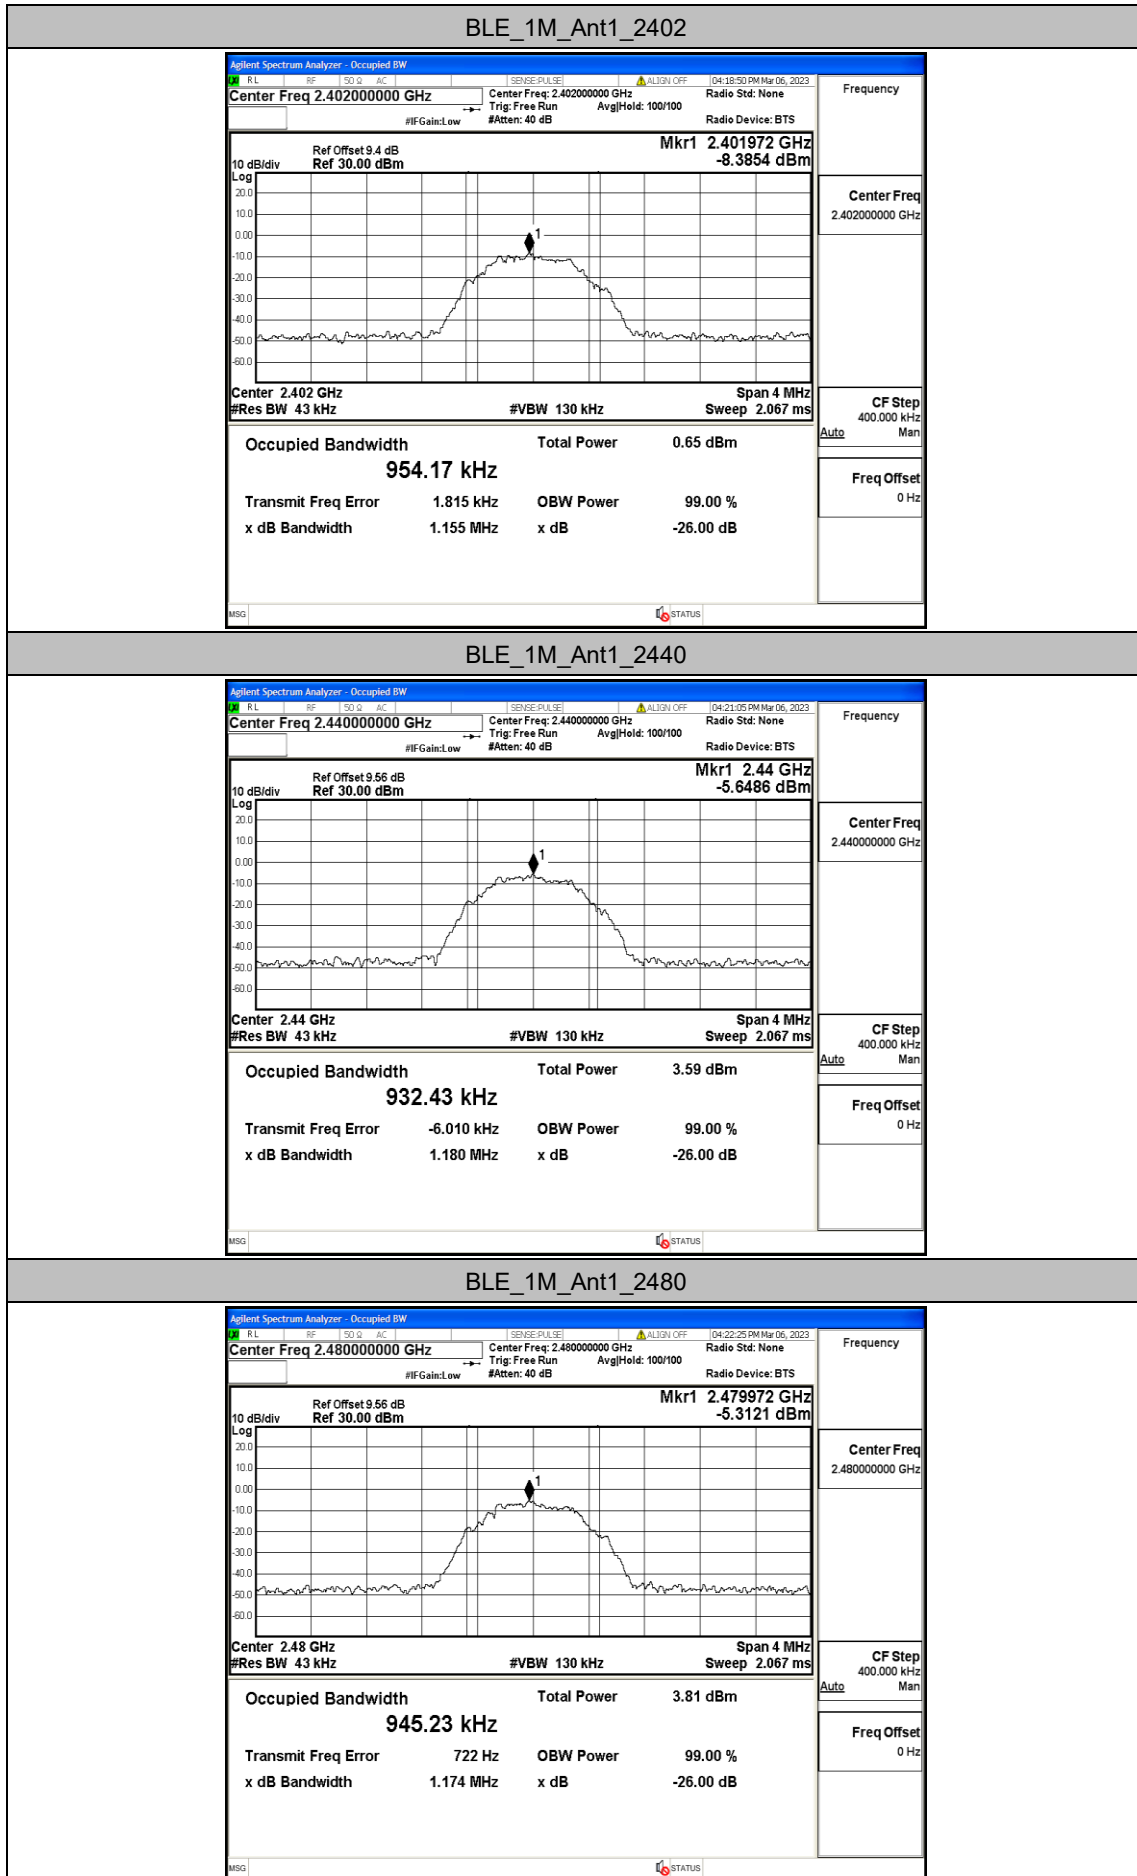 BLE_1M_Ant1_2402
Agilent Spectrum Analyzer - Occupied BW
LXI RL RF 50 Ω AC SENSE:PULSE ALIGN OFF 04:18:50 PM Mar 06, 2023
Center Freq 2.402000000 GHz Center Freq: 2.402000000 GHz Radio Std: None Frequency
Trig: Free Run Avg|Hold: 100/100
#IFGain:Low #Atten: 40 dB Radio Device: BTS
Mkr1 2.401972 GHz
Ref Offset 9.4 dB
10 dB/div Ref 30.00 dBm -8.3854 dBm
Log
20.0
10.0
0.00
-10.0
-20.0
-30.0
-40.0
-50.0
-60.0
1
Center Freq
2.402000000 GHz
Center 2.402 GHz Span 4 MHz
#Res BW 43 kHz #VBW 130 kHz Sweep 2.067 ms
CF Step
400.000 kHz
Auto Man
Occupied Bandwidth Total Power 0.65 dBm
954.17 kHz
Freq Offset
0 Hz
Transmit Freq Error 1.815 kHz OBW Power 99.00 %
x dB Bandwidth 1.155 MHz x dB -26.00 dB
MSG STATUS
BLE_1M_Ant1_2440
Agilent Spectrum Analyzer - Occupied BW
LXI RL RF 50 Ω AC SENSE:PULSE ALIGN OFF 04:21:05 PM Mar 06, 2023
Center Freq 2.440000000 GHz Center Freq: 2.440000000 GHz Radio Std: None Frequency
Trig: Free Run Avg|Hold: 100/100
#IFGain:Low #Atten: 40 dB Radio Device: BTS
Mkr1 2.44 GHz
Ref Offset 9.56 dB
10 dB/div Ref 30.00 dBm -5.6486 dBm
Log
20.0
10.0
0.00
-10.0
-20.0
-30.0
-40.0
-50.0
-60.0
1
Center Freq
2.440000000 GHz
Center 2.44 GHz Span 4 MHz
#Res BW 43 kHz #VBW 130 kHz Sweep 2.067 ms
CF Step
400.000 kHz
Auto Man
Occupied Bandwidth Total Power 3.59 dBm
932.43 kHz
Freq Offset
0 Hz
Transmit Freq Error -6.010 kHz OBW Power 99.00 %
x dB Bandwidth 1.180 MHz x dB -26.00 dB
MSG STATUS
BLE_1M_Ant1_2480
Agilent Spectrum Analyzer - Occupied BW
LXI RL RF 50 Ω AC SENSE:PULSE ALIGN OFF 04:22:25 PM Mar 06, 2023
Center Freq 2.480000000 GHz Center Freq: 2.480000000 GHz Radio Std: None Frequency
Trig: Free Run Avg|Hold: 100/100
#IFGain:Low #Atten: 40 dB Radio Device: BTS
Mkr1 2.479972 GHz
Ref Offset 9.56 dB
10 dB/div Ref 30.00 dBm -5.3121 dBm
Log
20.0
10.0
0.00
-10.0
-20.0
-30.0
-40.0
-50.0
-60.0
1
Center Freq
2.480000000 GHz
Center 2.48 GHz Span 4 MHz
#Res BW 43 kHz #VBW 130 kHz Sweep 2.067 ms
CF Step
400.000 kHz
Auto Man
Occupied Bandwidth Total Power 3.81 dBm
945.23 kHz
Freq Offset
0 Hz
Transmit Freq Error 722 Hz OBW Power 99.00 %
x dB Bandwidth 1.174 MHz x dB -26.00 dB
MSG STATUS